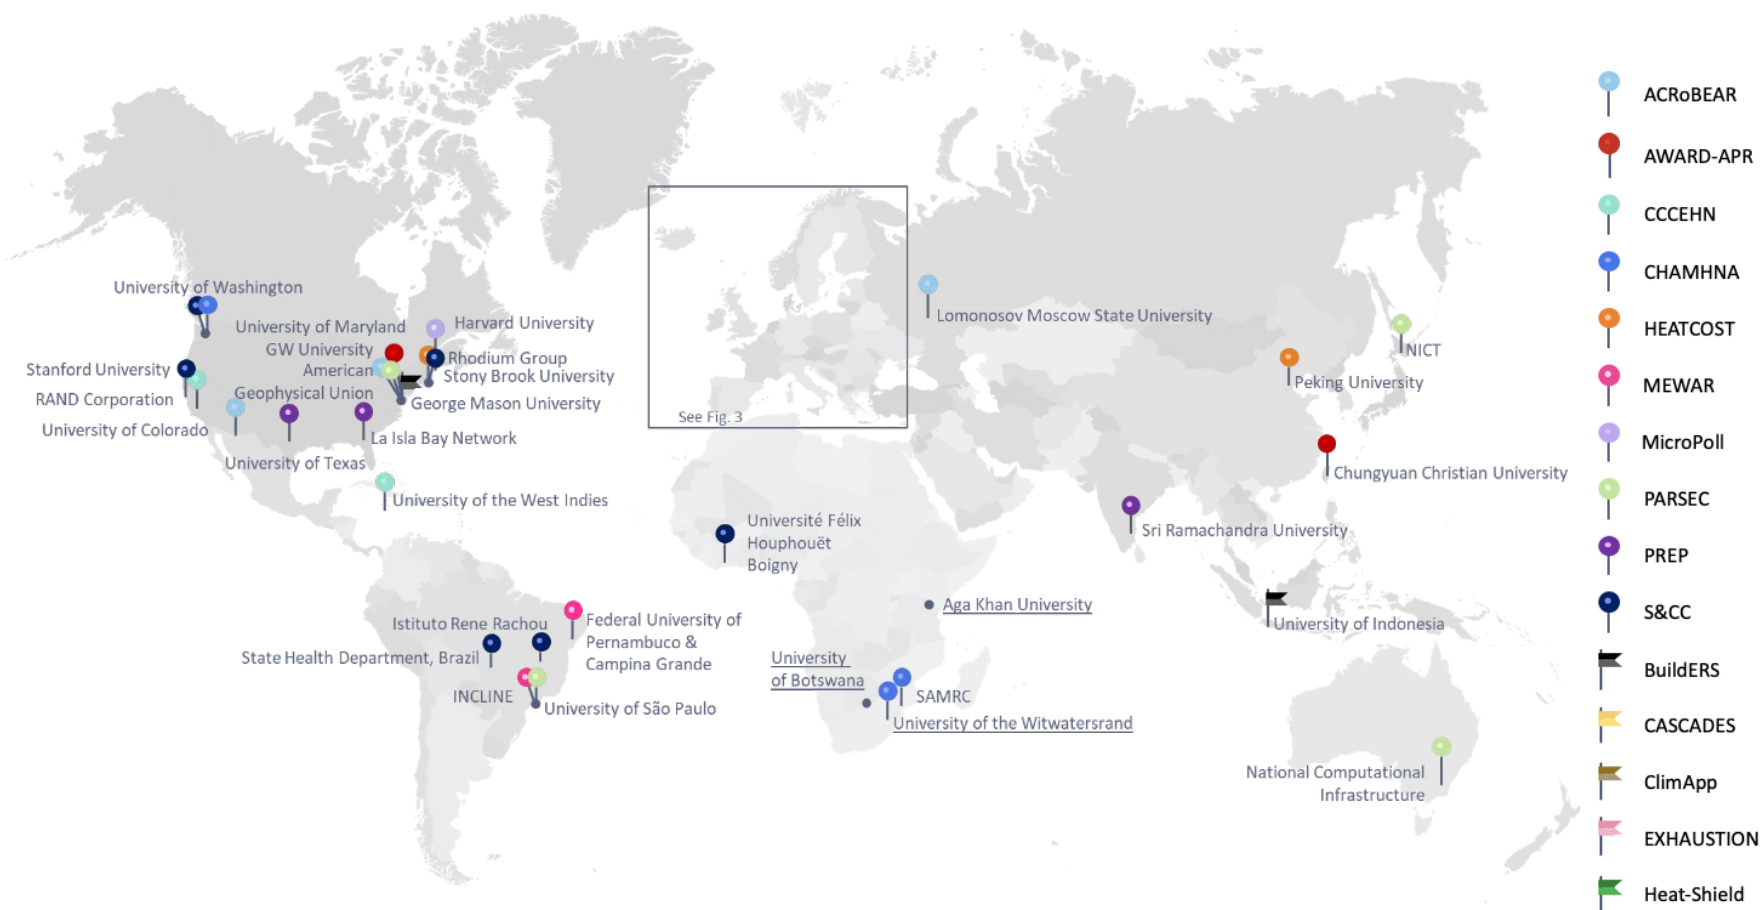 University of Washington
University of Maryland
GW University
American
Geophysical Union
Harvard University
Rhodium Group
Stony Brook University
George Mason University
Stanford University
RAND Corporation
University of Colorado
La Isla Bay Network
University of Texas
University of the West Indies
See Fig. 3
Lomonosov Moscow State University
NICT
Peking University
Chungyuan Christian University
Sri Ramachandra University
Université Félix
Houphouët
Boigny
Aga Khan University
University of Indonesia
Istituto Rene Rachou
State Health Department, Brazil
Federal University of
Pernambuco &
Campina Grande
INCLINE
University of São Paulo
University
of Botswana
SAMRC
University of the Witwatersrand
National Computational
Infrastructure
ACRoBEAR
AWARD-APR
CCCEHN
CHAMHNA
HEATCOST
MEWAR
MicroPoll
PARSEC
PREP
S&CC
BuildERS
CASCADES
ClimApp
EXHAUSTION
Heat-Shield